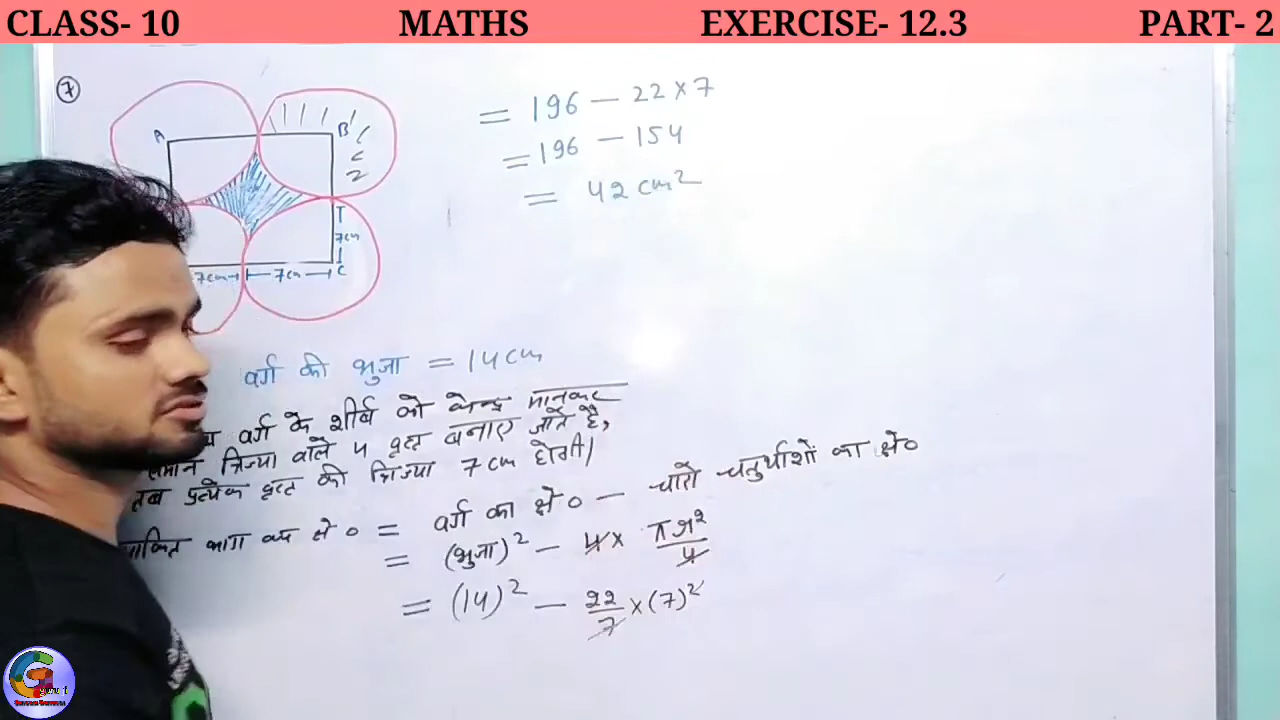 CLASS- 10 MATHS EXERCISE- 12.3 PART- 2
7
A B
T
7cm
7cm 7cm C
= 196 - 22 x 7
= 196 - 154
= 42 cm²
वर्ग की भुजा = 14 cm
वर्ग के शीर्ष को केन्द्र मानकर
समान त्रिज्या वाले 4 वृत्त बनाए जाते है,
तब प्रत्येक वृत्त की त्रिज्या 7 cm होगी।
भाग का क्षे० = वर्ग का क्षे० - चारो चतुर्थांशों का क्षे०
= (भुजा)² - 4 x πr²/4
= (14)² - 22/7 x (7)²